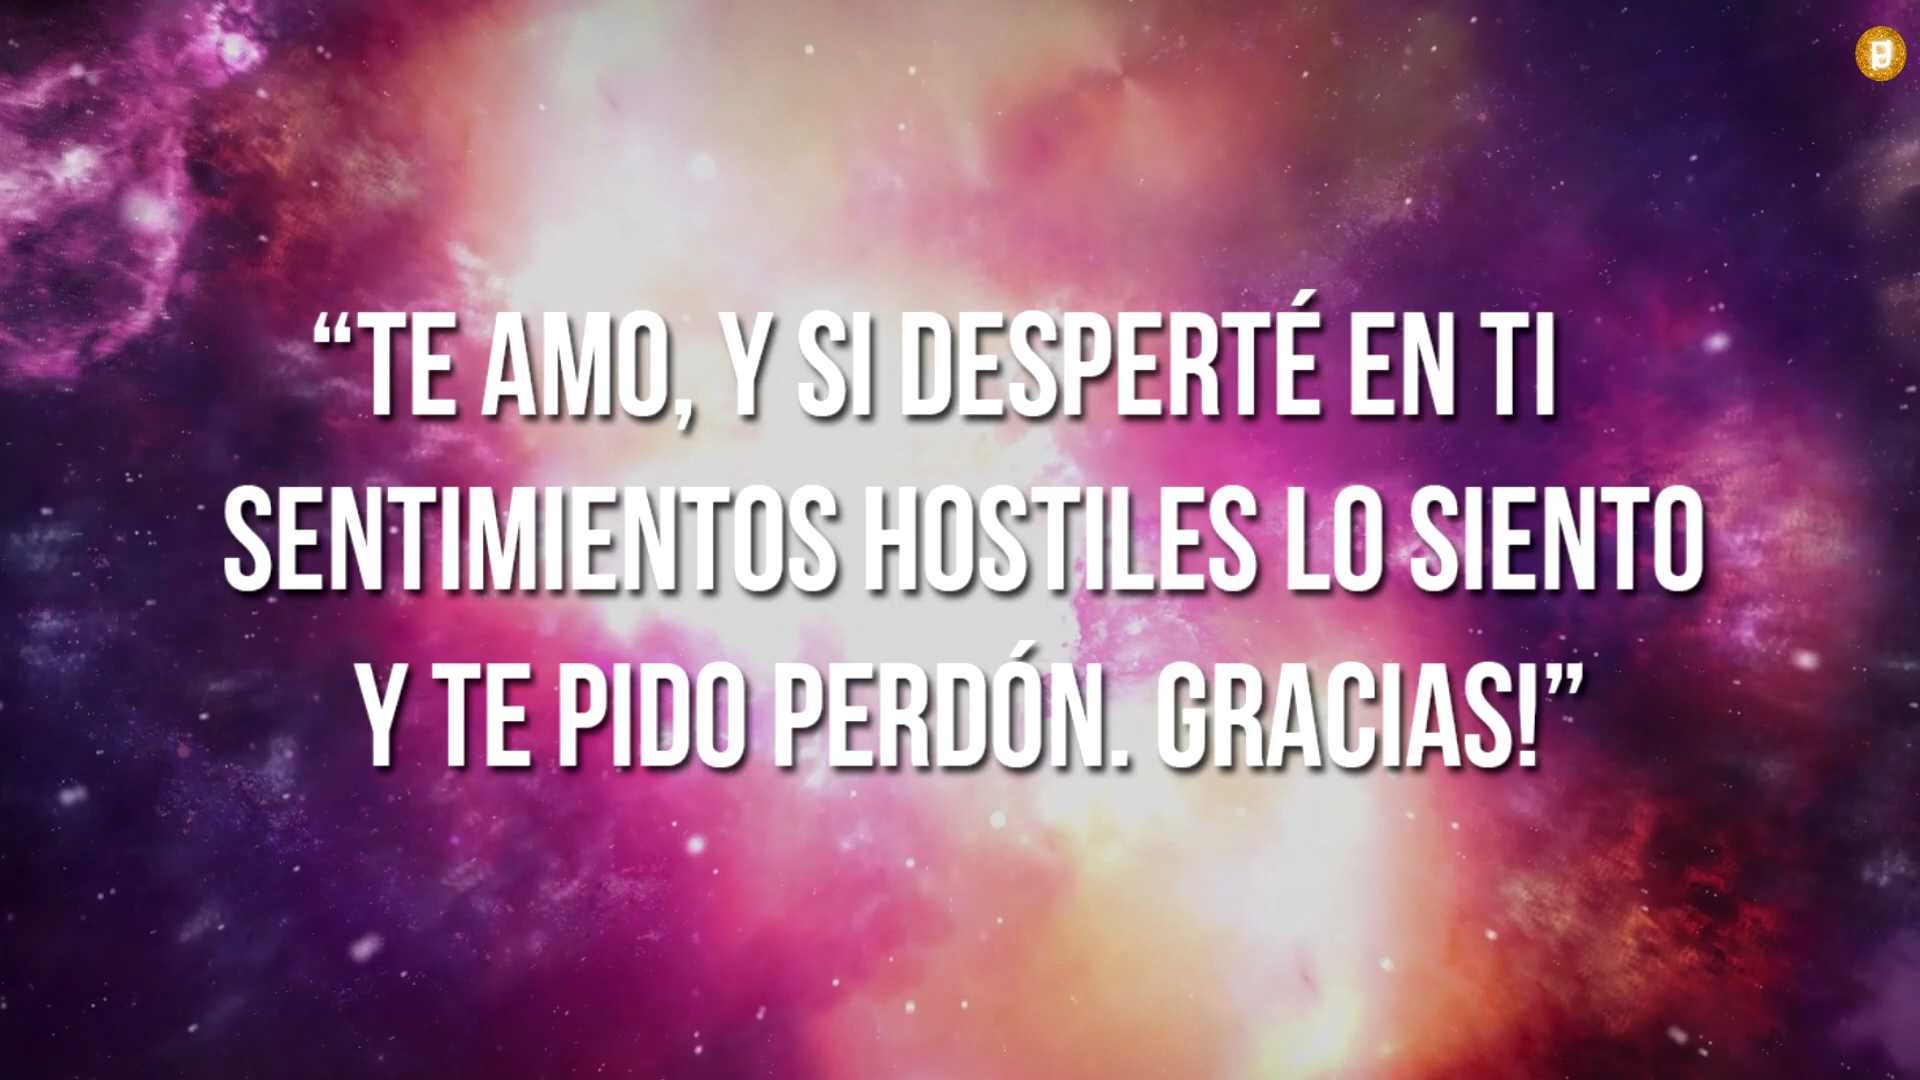 “TE AMO, Y SI DESPERTÉ EN TI
SENTIMIENTOS HOSTILES LO SIENTO
Y TE PIDO PERDÓN. GRACIAS!”